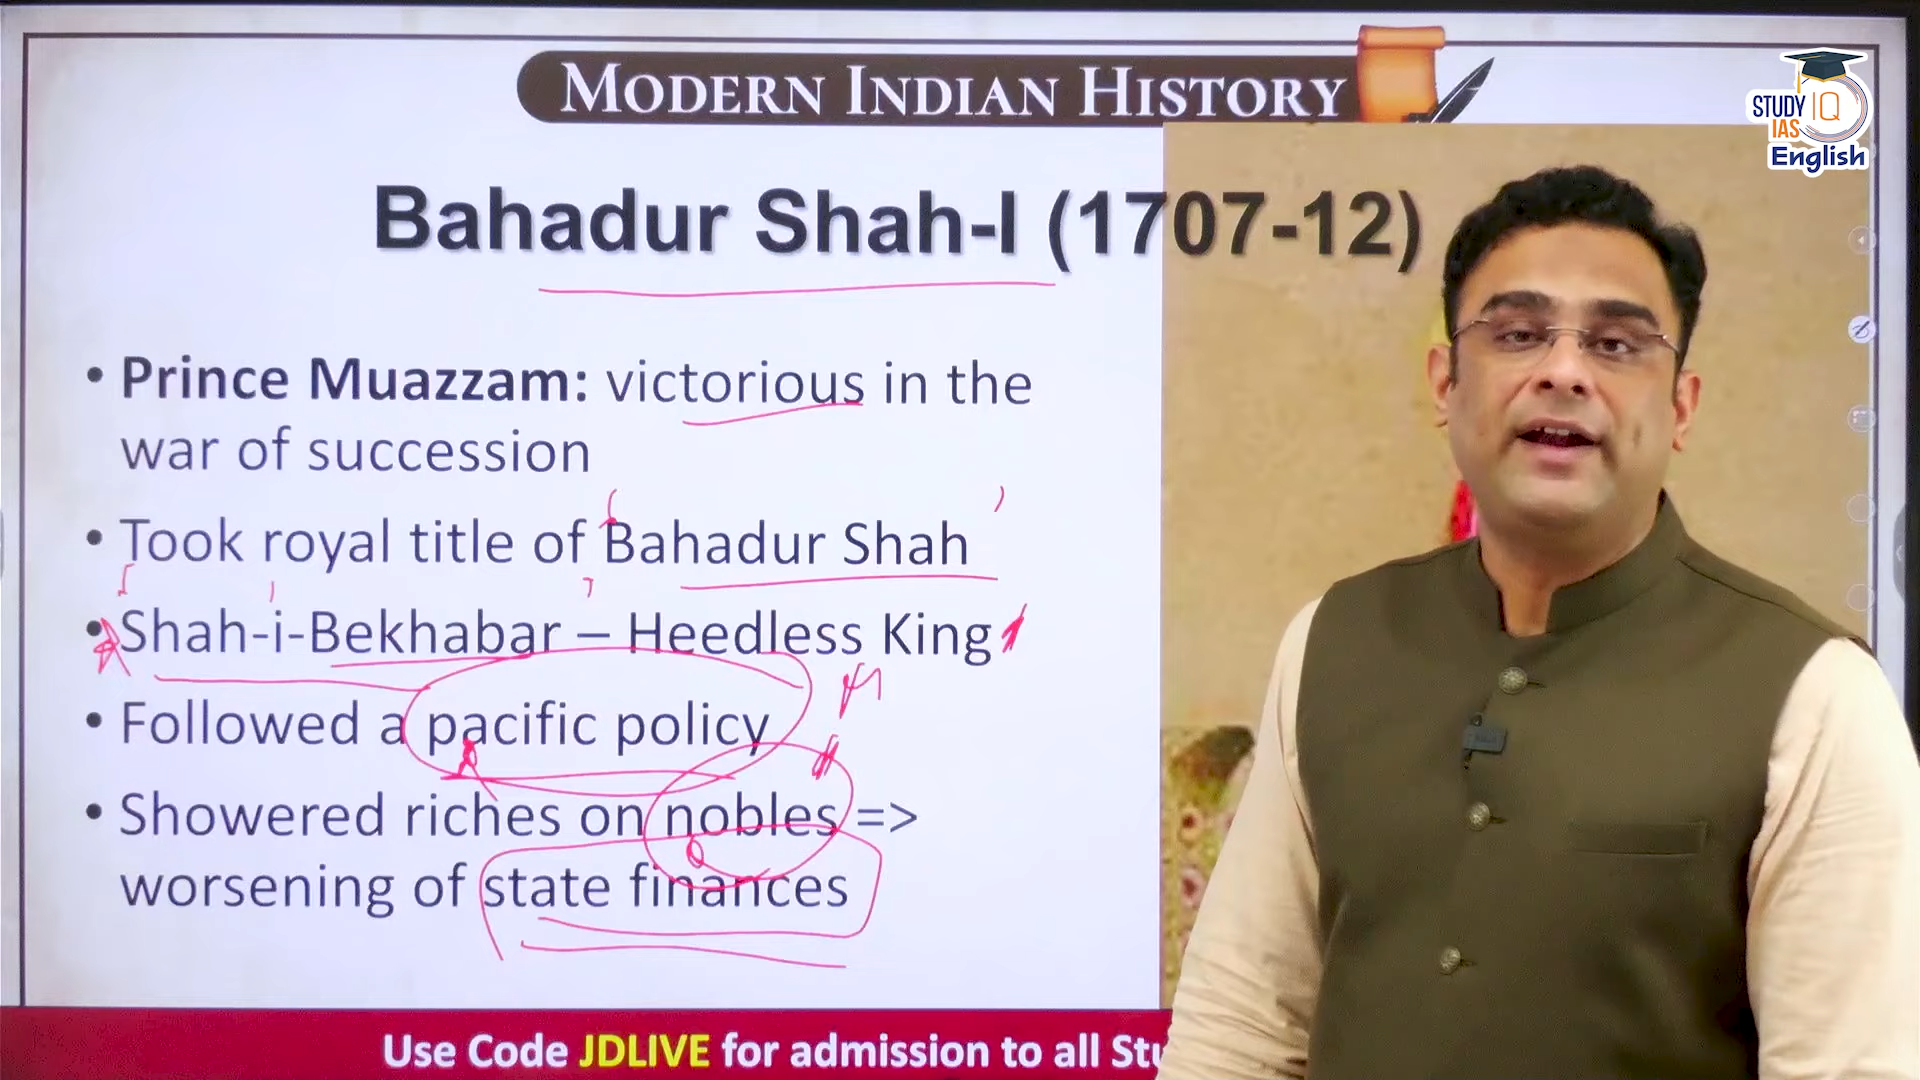 MODERN INDIAN HISTORY
STUDY IQ
IAS
English
Bahadur Shah-I (1707-12)
• Prince Muazzam: victorious in the
war of succession
• Took royal title of Bahadur Shah
• Shah-i-Bekhabar – Heedless King
• Followed a pacific policy
• Showered riches on nobles =>
worsening of state finances
Use Code JDLIVE for admission to all